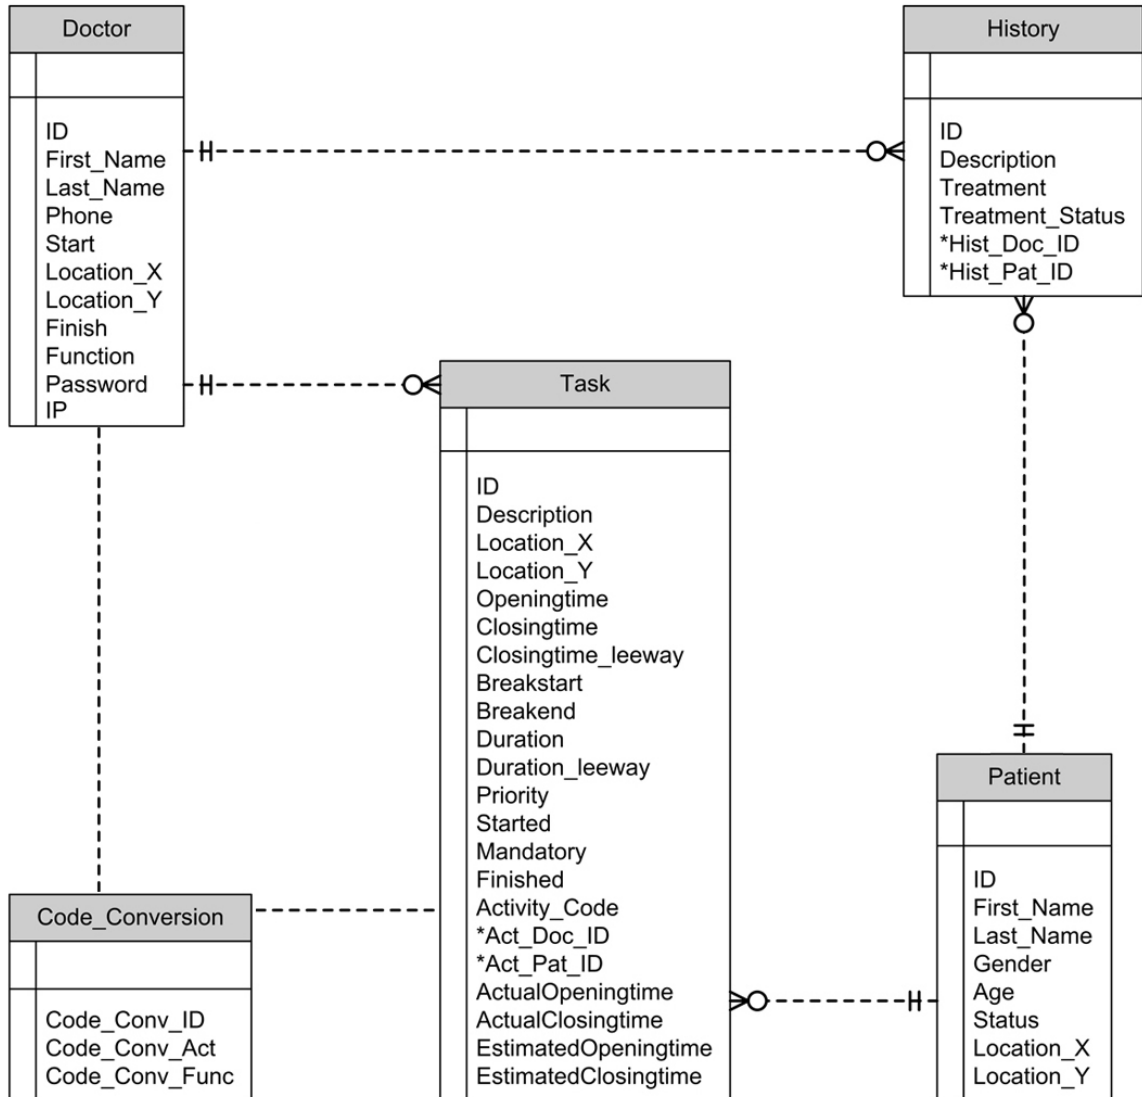 Doctor
ID
First_Name
Last_Name
Phone
Start
Location_X
Location_Y
Finish
Function
Password
IP
History
ID
Description
Treatment
Treatment_Status
*Hist_Doc_ID
*Hist_Pat_ID
Task
ID
Description
Location_X
Location_Y
Openingtime
Closingtime
Closingtime_leeway
Breakstart
Breakend
Duration
Duration_leeway
Priority
Started
Mandatory
Finished
Activity_Code
*Act_Doc_ID
*Act_Pat_ID
ActualOpeningtime
ActualClosingtime
EstimatedOpeningtime
EstimatedClosingtime
Patient
ID
First_Name
Last_Name
Gender
Age
Status
Location_X
Location_Y
Code_Conversion
Code_Conv_ID
Code_Conv_Act
Code_Conv_Func